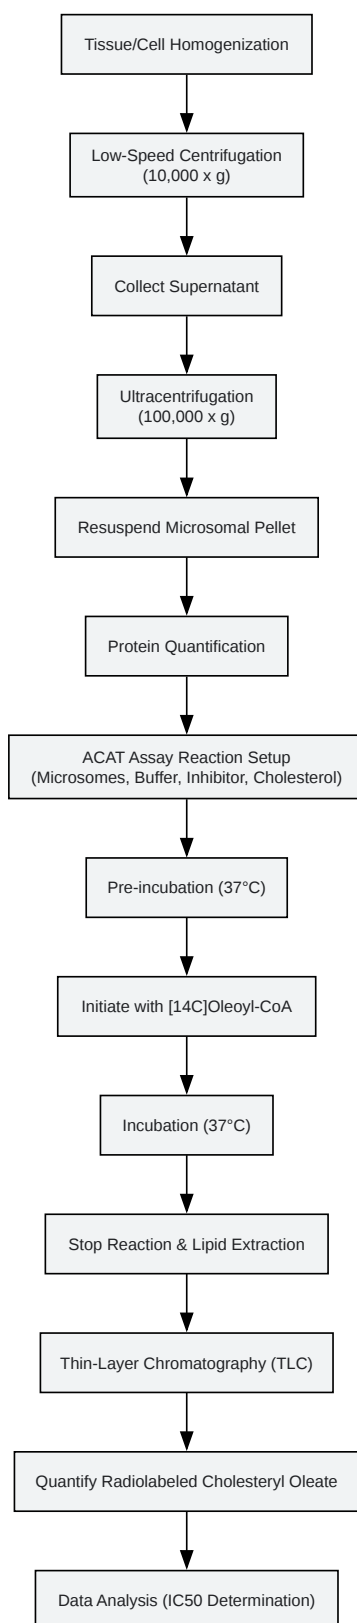 Tissue/Cell Homogenization
Low-Speed Centrifugation
(10,000 x g)
Collect Supernatant
Ultracentrifugation
(100,000 x g)
Resuspend Microsomal Pellet
Protein Quantification
ACAT Assay Reaction Setup
(Microsomes, Buffer, Inhibitor, Cholesterol)
Pre-incubation (37°C)
Initiate with [14C]Oleoyl-CoA
Incubation (37°C)
Stop Reaction & Lipid Extraction
Thin-Layer Chromatography (TLC)
Quantify Radiolabeled Cholesteryl Oleate
Data Analysis (IC50 Determination)